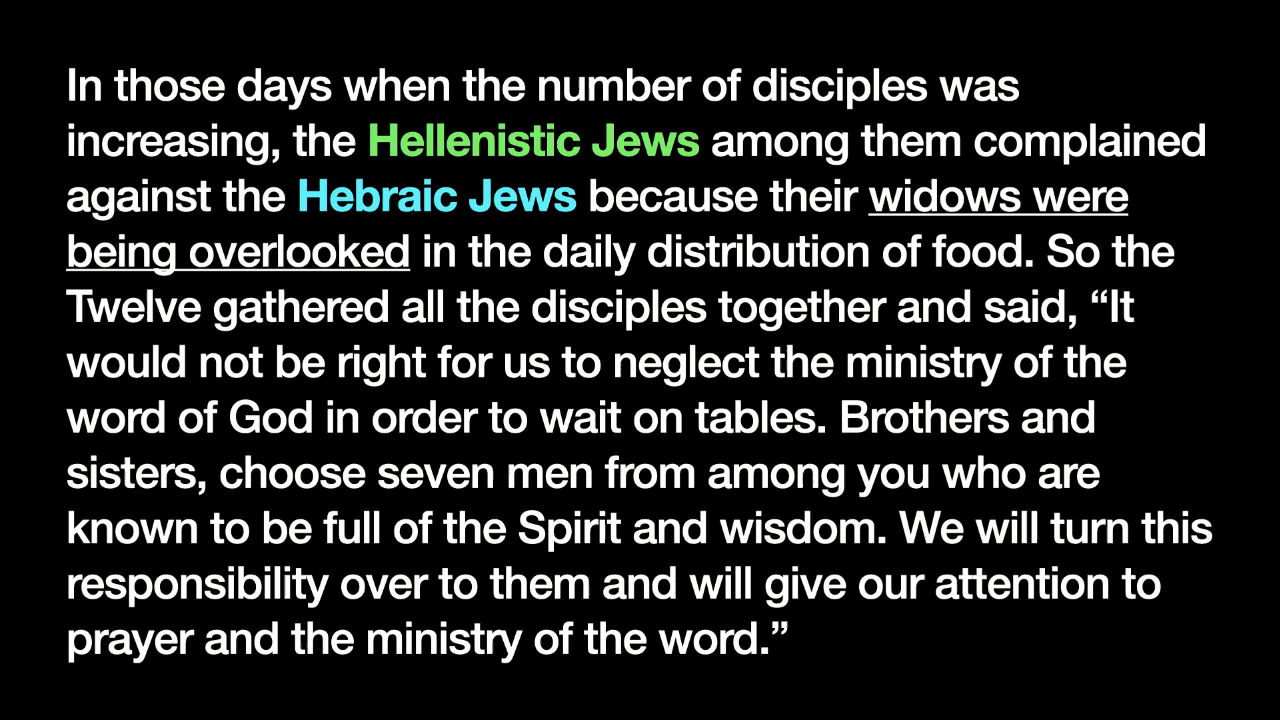 In those days when the number of disciples was
increasing, the Hellenistic Jews among them complained
against the Hebraic Jews because their widows were
being overlooked in the daily distribution of food. So the
Twelve gathered all the disciples together and said, “It
would not be right for us to neglect the ministry of the
word of God in order to wait on tables. Brothers and
sisters, choose seven men from among you who are
known to be full of the Spirit and wisdom. We will turn this
responsibility over to them and will give our attention to
prayer and the ministry of the word.”